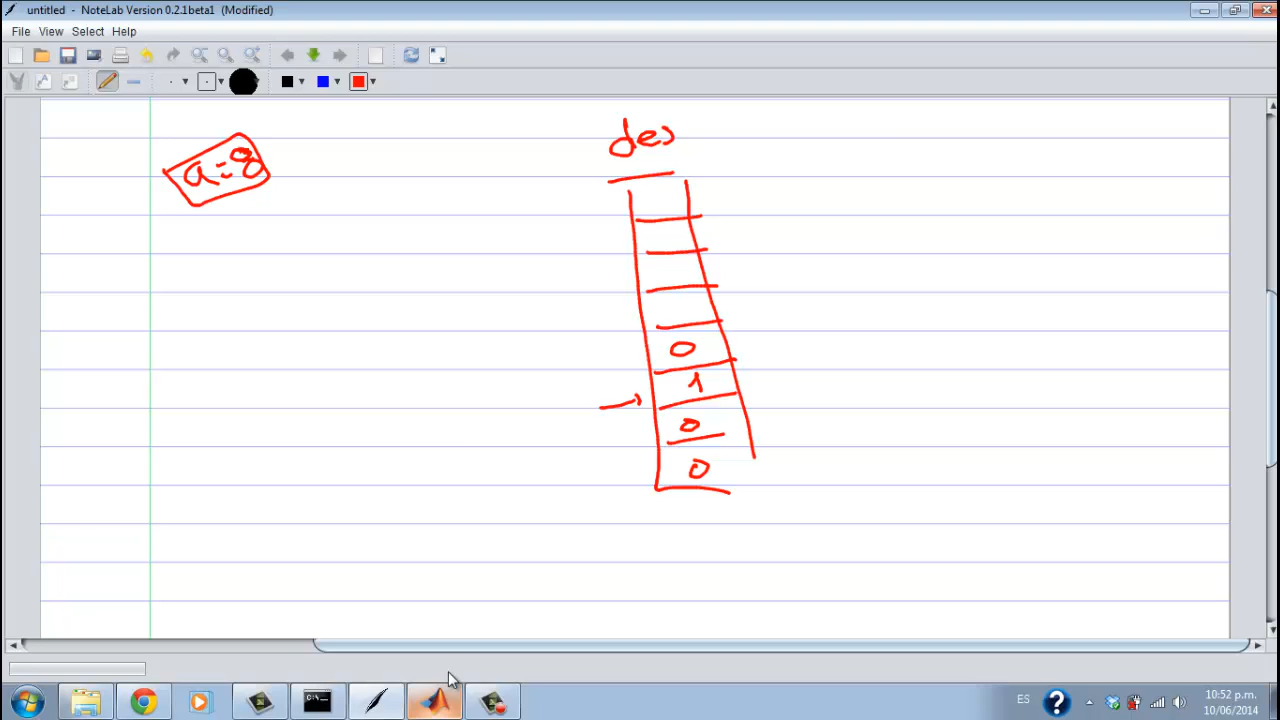 untitled - NoteLab Version 0.2.1beta1 (Modified)
File View Select Help
des
a=8
0
1
0
0
ES
10:52 p.m.
10/06/2014